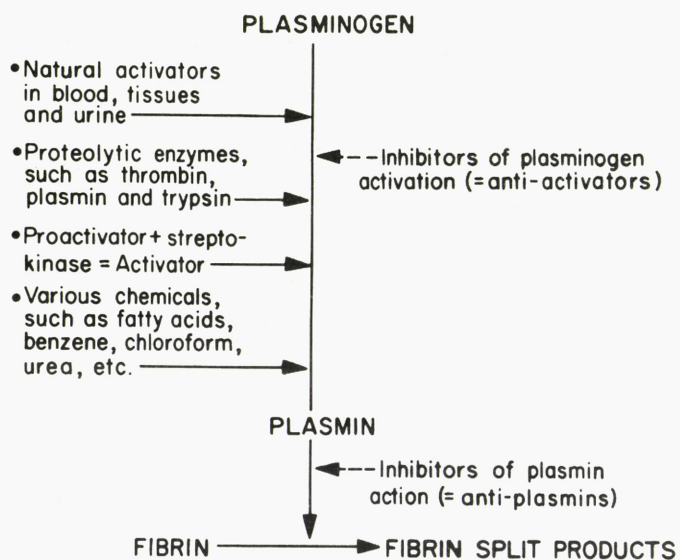 PLASMINOGEN
•Natural activators
in blood, tissues
and urine
•Proteolytic enzymes,
such as thrombin,
plasmin and trypsin
Inhibitors of plasminogen
activation (=anti-activators)
•Proactivator+ strepto-
kinase = Activator
•Various chemicals,
such as fatty acids,
benzene, chloroform,
urea, etc.
PLASMIN
Inhibitors of plasmin
action (= anti-plasmins)
FIBRIN
FIBRIN SPLIT PRODUCTS